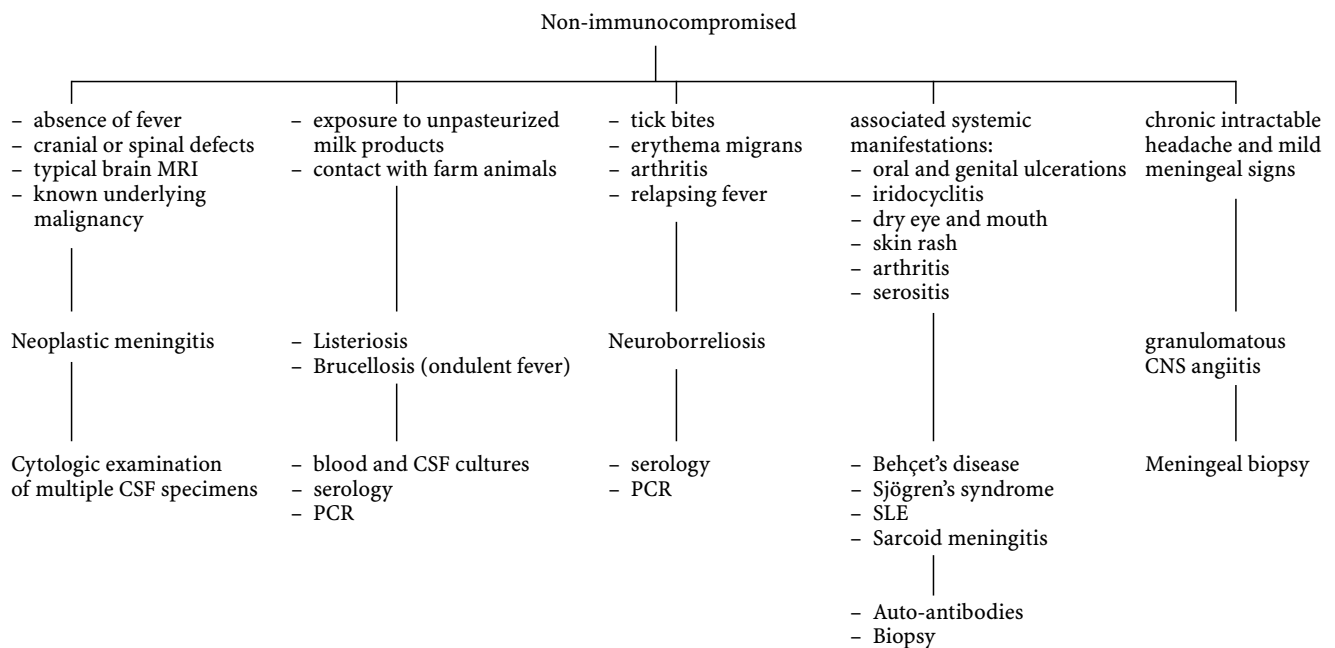 Non-immunocompromised
– absence of fever
– cranial or spinal defects
– typical brain MRI
– known underlying
malignancy
Neoplastic meningitis
Cytologic examination
of multiple CSF specimens
– exposure to unpasteurized
milk products
– contact with farm animals
– Listeriosis
– Brucellosis (ondulent fever)
– blood and CSF cultures
– serology
– PCR
– tick bites
– erythema migrans
– arthritis
– relapsing fever
Neuroborreliosis
– serology
– PCR
associated systemic
manifestations:
– oral and genital ulcerations
– iridocyclitis
– dry eye and mouth
– skin rash
– arthritis
– serositis
– Behçet's disease
– Sjögren's syndrome
– SLE
– Sarcoid meningitis
– Auto-antibodies
– Biopsy
chronic intractable
headache and mild
meningeal signs
granulomatous
CNS angiitis
Meningeal biopsy